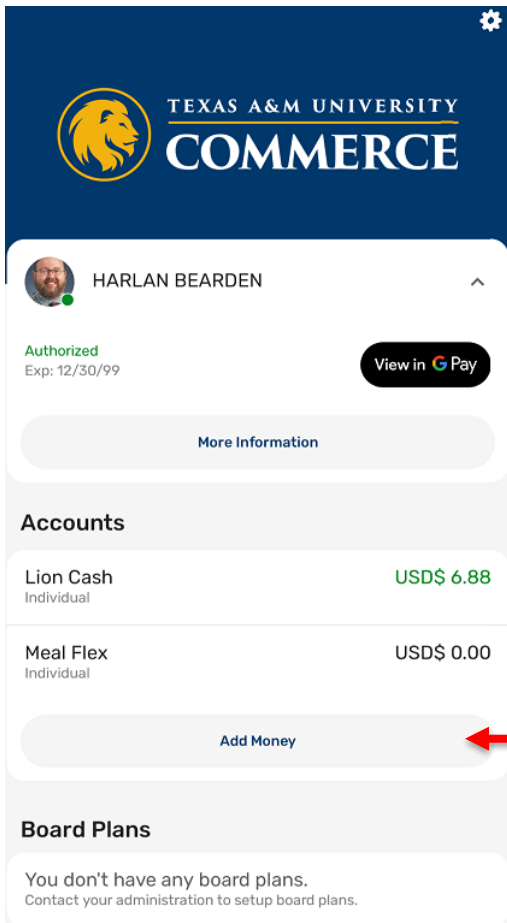 TEXAS A&M UNIVERSITY
COMMERCE
HARLAN BEARDEN
Authorized
Exp: 12/30/99
View in G Pay
More Information
Accounts
Lion Cash
USD$ 6.88
Individual
Meal Flex
USD$ 0.00
Individual
Add Money
Board Plans
You don't have any board plans.
Contact your administration to setup board plans.